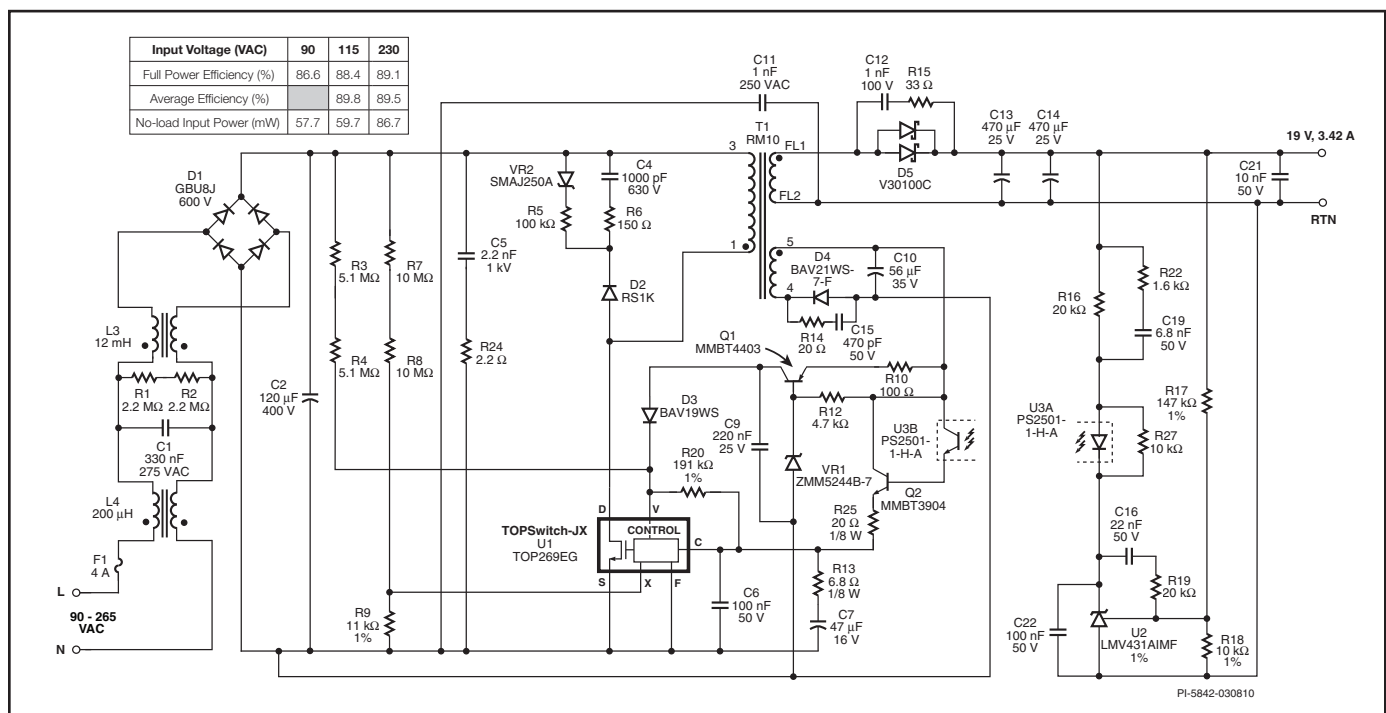 Input Voltage (VAC) 90 115 230
Full Power Efficiency (%) 86.6 88.4 89.1
Average Efficiency (%) 89.8 89.5
No-load Input Power (mW) 57.7 59.7 86.7
C11
1 nF
250 VAC
C12
1 nF
100 V
R15
33 Ω
T1
RM10
3
FL1
1
FL2
D5
V30100C
C13
470 µF
25 V
C14
470 µF
25 V
19 V, 3.42 A
C21
10 nF
50 V
RTN
D1
GBU8J
600 V
VR2
SMAJ250A
C4
1000 pF
630 V
R5
100 kΩ
R6
150 Ω
R3
5.1 MΩ
R7
10 MΩ
C5
2.2 nF
1 kV
D2
RS1K
5
4
D4
BAV21WS-
7-F
C10
56 µF
35 V
R14
20 Ω
C15
470 pF
50 V
R16
20 kΩ
R22
1.6 kΩ
C19
6.8 nF
50 V
L3
12 mH
R4
5.1 MΩ
R8
10 MΩ
R24
2.2 Ω
Q1
MMBT4403
R10
100 Ω
R1
2.2 MΩ
R2
2.2 MΩ
C2
120 µF
400 V
D3
BAV19WS
C9
220 nF
25 V
R12
4.7 kΩ
U3B
PS2501-
1-H-A
U3A
PS2501-
1-H-A
R17
147 kΩ
1%
R27
10 kΩ
C1
330 nF
275 VAC
R20
191 kΩ
1%
VR1
ZMM5244B-7
Q2
MMBT3904
L4
200 µH
D
V
TOPSwitch-JX
U1
TOP269EG
CONTROL
C
S
X
F
R25
20 Ω
1/8 W
C16
22 nF
50 V
F1
4 A
R19
20 kΩ
L
90 - 265
VAC
N
R9
11 kΩ
1%
C6
100 nF
50 V
R13
6.8 Ω
1/8 W
C7
47 µF
16 V
C22
100 nF
50 V
U2
LMV431AIMF
1%
R18
10 kΩ
1%
PI-5842-030810